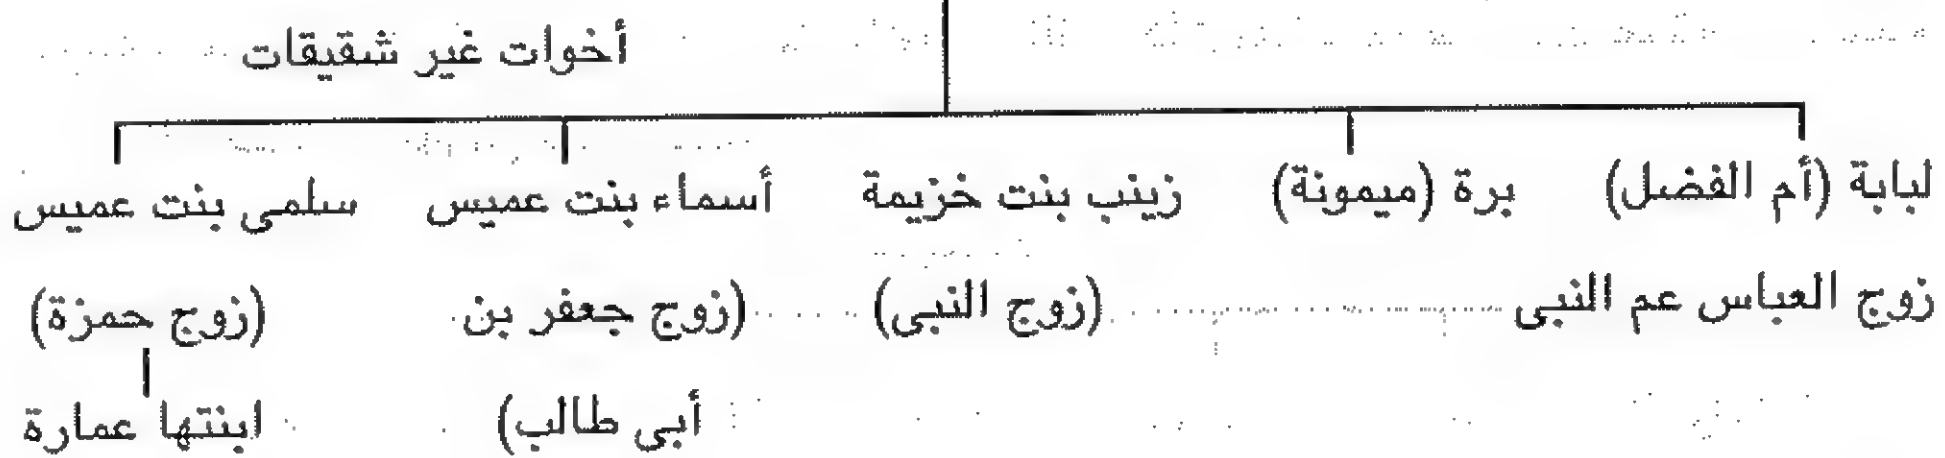 أخوات غير شقيقات
لبابة (أم الفضل) برة (ميمونة) زينب بنت خزيمة أسماء بنت عميس سلمى بنت عميس
زوج العباس عم النبى (زوج النبى) (زوج جعفر بن (زوج حمزة)
أبى طالب) ابنتها عمارة